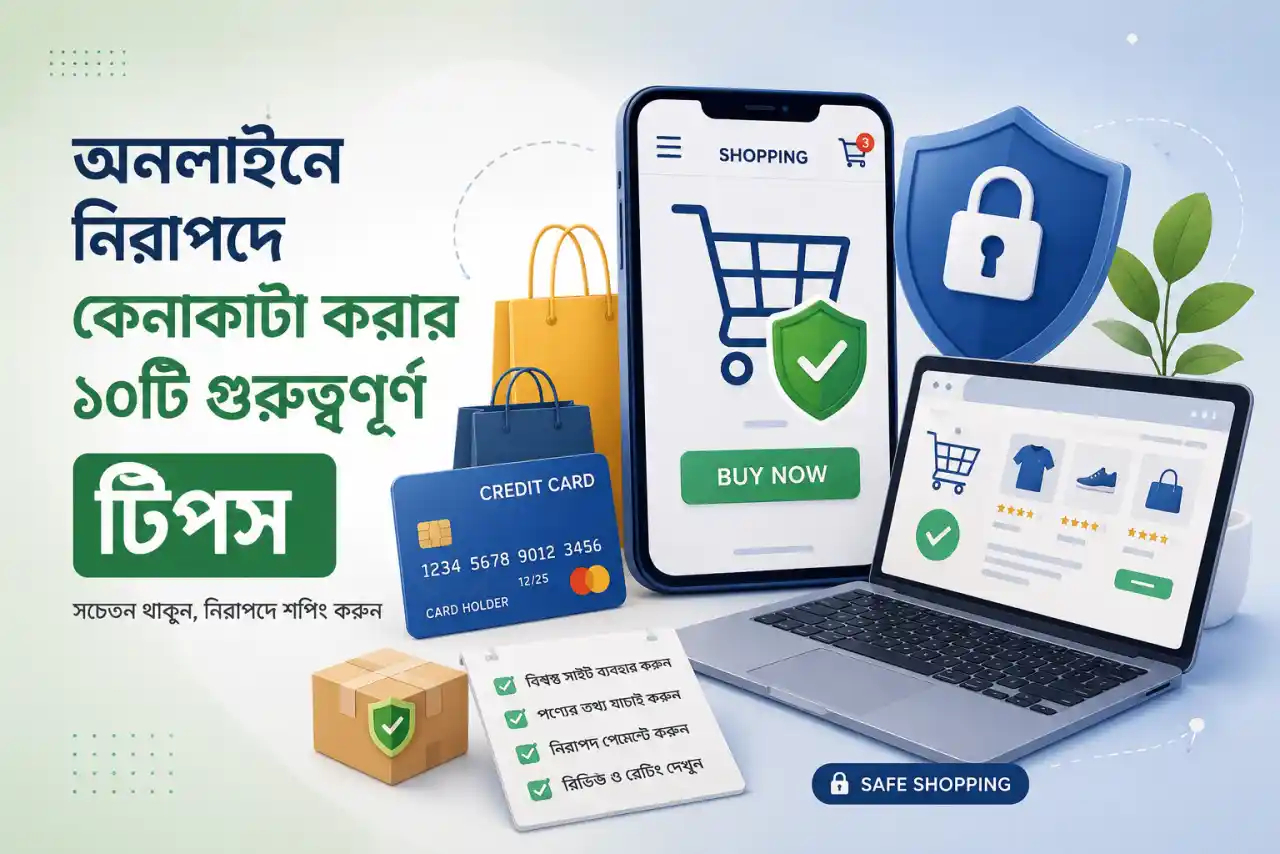 অনলাইনে
নিরাপদে
কেনাকাটা করার
১০টি গুরুত্বপূর্ণ
টিপস
সচেতন থাকুন, নিরাপদে শপিং করুন
SHOPPING
3
BUY NOW
CREDIT CARD
1234 5678 9012 3456
12/25
CARD HOLDER
বিশ্বস্ত সাইট ব্যবহার করুন
পণ্যের তথ্য যাচাই করুন
নিরাপদ পেমেন্টে করুন
রিভিউ ও রেটিং দেখুন
SAFE SHOPPING